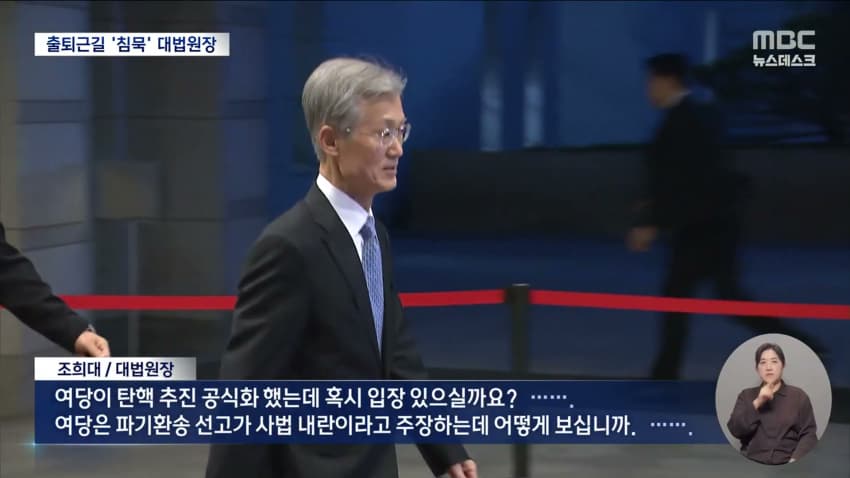 출퇴근길 '침묵' 대법원장
MBC
뉴스데스크
조희대 / 대법원장
여당이 탄핵 추진 공식화 했는데 혹시 입장 있으실까요? ⋯⋯.
여당은 파기환송 선고가 사법 내란이라고 주장하는데 어떻게 보십니까. ⋯⋯.